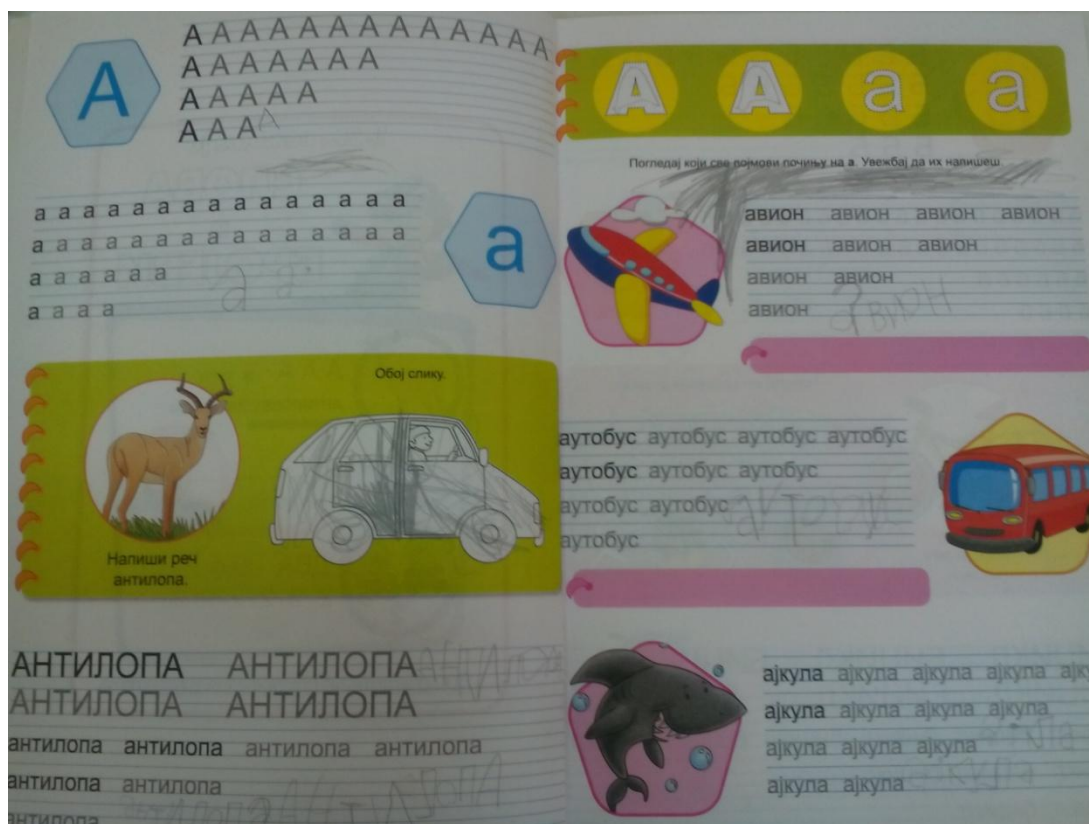 А
А А А А А А А А А А А А А
А А А А А А А
А А А А А
А А А А
а а а а а а а а а а а а а а а а
а а а а а а а а а а а а а а а а
а а а а а а
а а а а
а
а
Обој слику.
Напиши реч
антилопа.
АНТИЛОПА АНТИЛОПА
АНТИЛОПА АНТИЛОПА
антилопа антилопа антилопа антилопа
антилопа антилопа
антилопа
А А а а
Погледај који све појмови почињу на а. Увежбај да их напишеш.
авион авион авион авион
авион авион авион
авион авион
авион авион
аутобус аутобус аутобус аутобус
аутобус аутобус аутобус
аутобус аутобус
аутобус
ајкула ајкула ајкула ајкула
ајкула ајкула ајкула ајкула
ајкула ајкула ајкула
ајкула ајкула